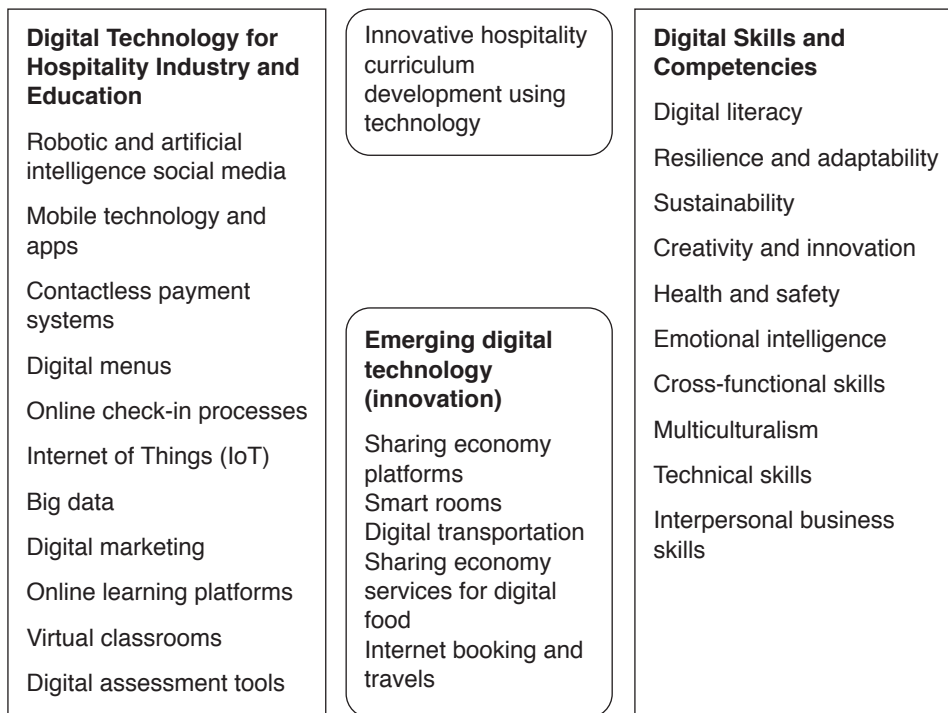 Digital Technology for
Hospitality Industry and
Education
Robotic and artificial
intelligence social media
Mobile technology and
apps
Contactless payment
systems
Digital menus
Online check-in processes
Internet of Things (IoT)
Big data
Digital marketing
Online learning platforms
Virtual classrooms
Digital assessment tools
Innovative hospitality
curriculum
development using
technology
Emerging digital
technology
(innovation)
Sharing economy
platforms
Smart rooms
Digital transportation
Sharing economy
services for digital
food
Internet booking and
travels
Digital Skills and
Competencies
Digital literacy
Resilience and adaptability
Sustainability
Creativity and innovation
Health and safety
Emotional intelligence
Cross-functional skills
Multiculturalism
Technical skills
Interpersonal business
skills